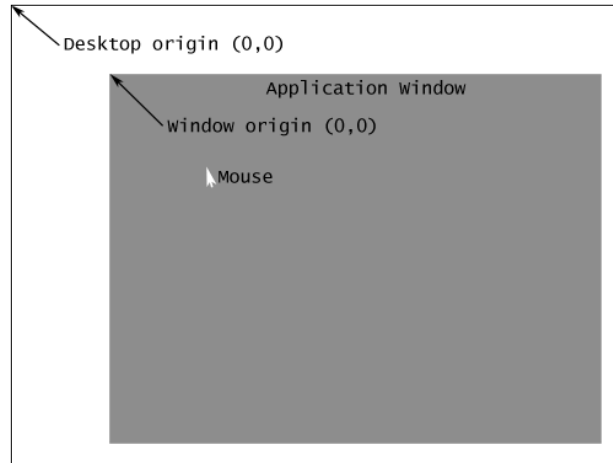 Desktop origin (0,0)
Application Window
Window origin (0,0)
Mouse